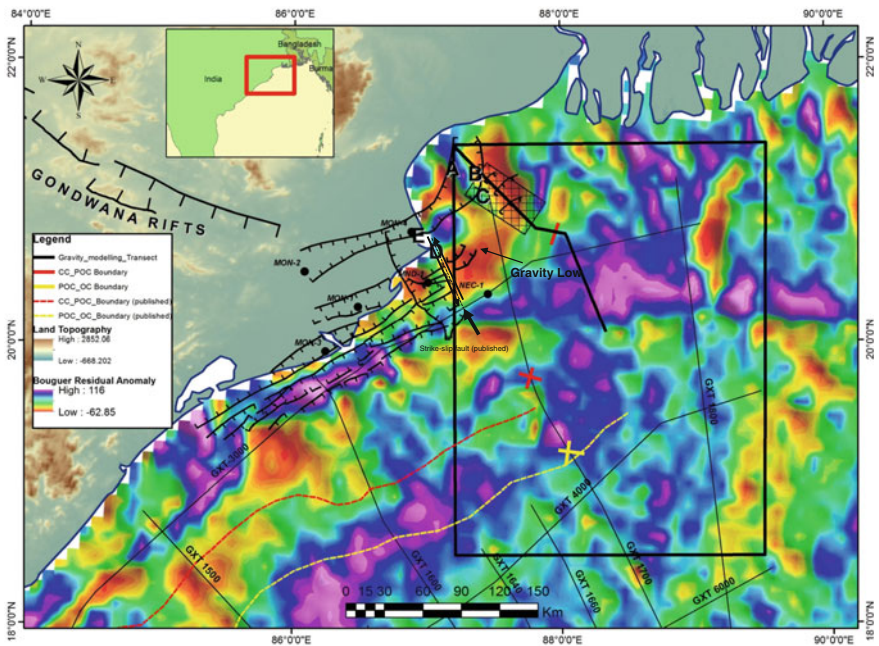 84°0'0"E
86°0'0"E
88°0'0"E
90°0'0"E
22°0'0"N
22°0'0"N
N
W
E
S
Bangladesh
India
Burma
GONDWANA RIFTS
A
B
C
E
D
MON-2
NEC-1
MON-3
Gravity Low
Strike-slip fault (published)
Legend
Gravity_modelling_Transect
CC_POC Boundary
POC_OC Boundary
CC_POC_Boundary (published)
POC_OC_Boundary (published)
Land Topography
High : 2852.06
Low : -668.202
Bouguer Residual Anomaly
High : 116
Low : -62.85
20°0'0"N
20°0'0"N
GXT 1800
GXT-3000
GXT 4000
GXT 1500
GXT 1600
GXT 1640
GXT 1660
GXT 1700
GXT 6000
0 15 30 60 90 120 150
Km
18°0'0"N
18°0'0"N
86°0'0"E
88°0'0"E
90°0'0"E